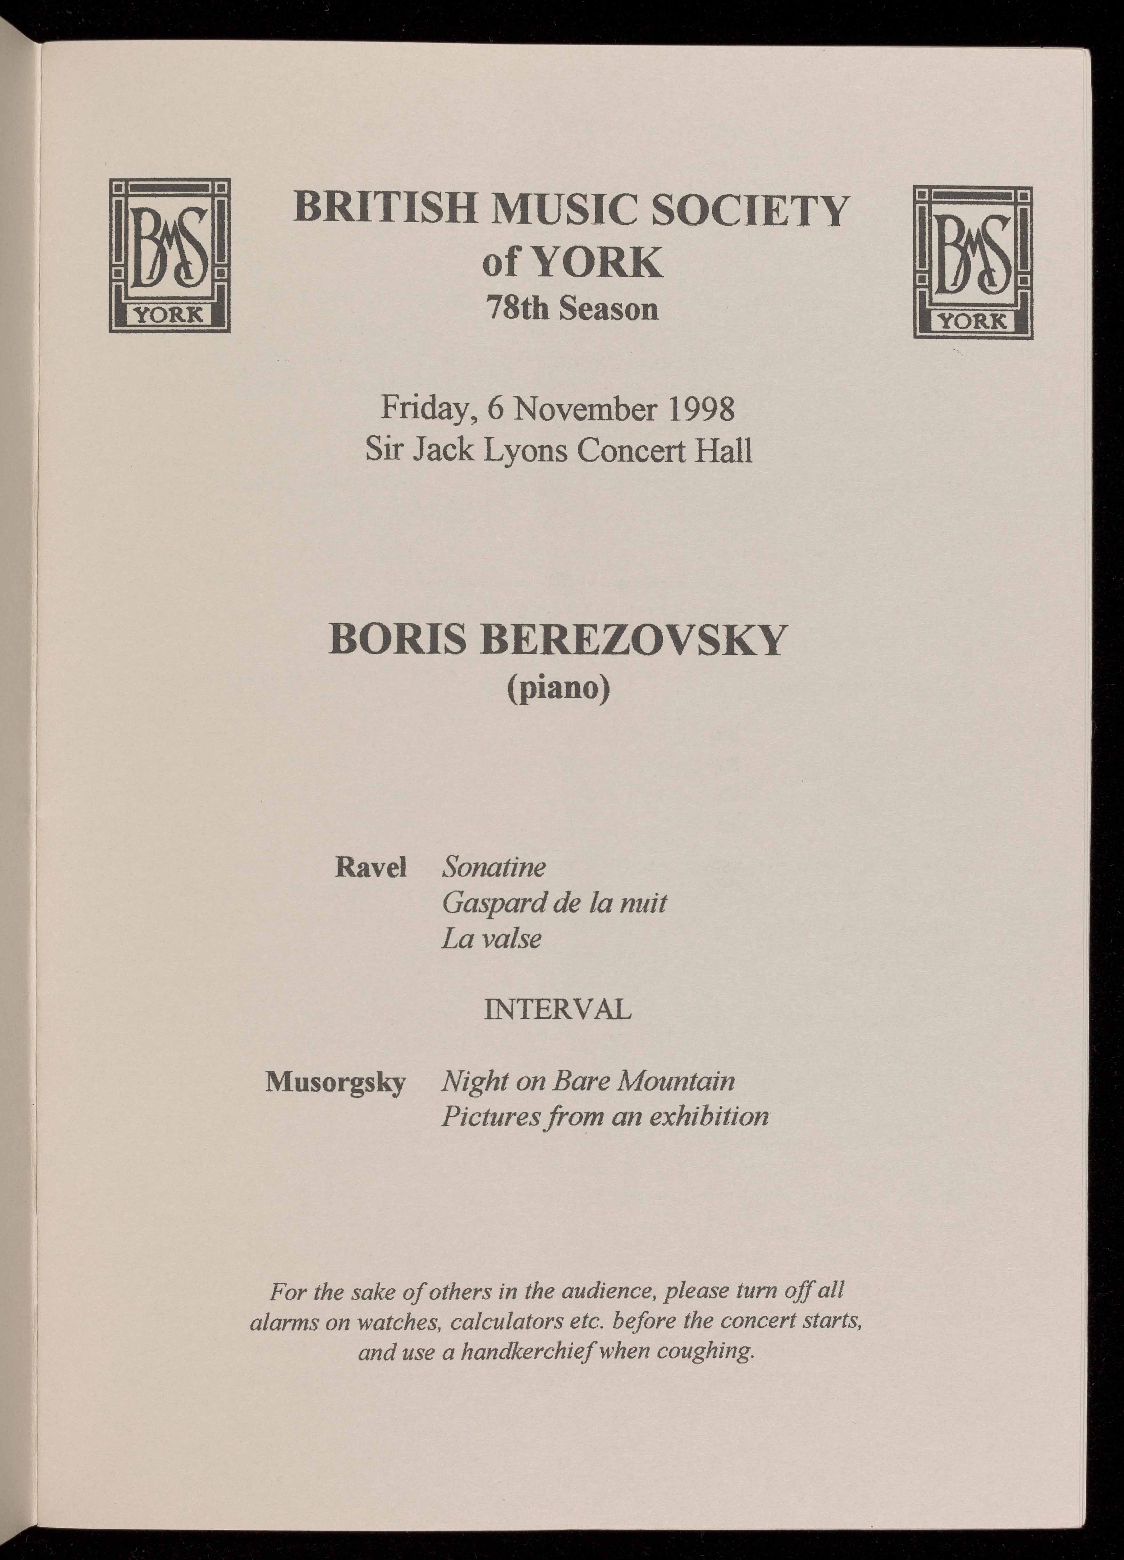 BMS
YORK
BRITISH MUSIC SOCIETY
of YORK
78th Season
BMS
YORK
Friday, 6 November 1998
Sir Jack Lyons Concert Hall
BORIS BEREZOVSKY
(piano)
Ravel Sonatine
Gaspard de la nuit
La valse
INTERVAL
Musorgsky Night on Bare Mountain
Pictures from an exhibition
For the sake of others in the audience, please turn off all
alarms on watches, calculators etc. before the concert starts,
and use a handkerchief when coughing.